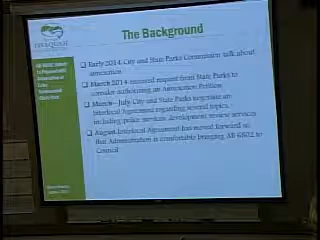 The Background
ISSAQUAH
Early 2014: City and State Parks Commission talk about
annexation
March 2014: received request from State Parks to
consider authorizing an Annexation Petition
March – July City and State Parks negotiate an
Interlocal Agreement regarding several topics,
including police services, development review services
August: Interlocal Agreement has moved forward so
that Administration is comfortable bringing AB 6802 to
Council